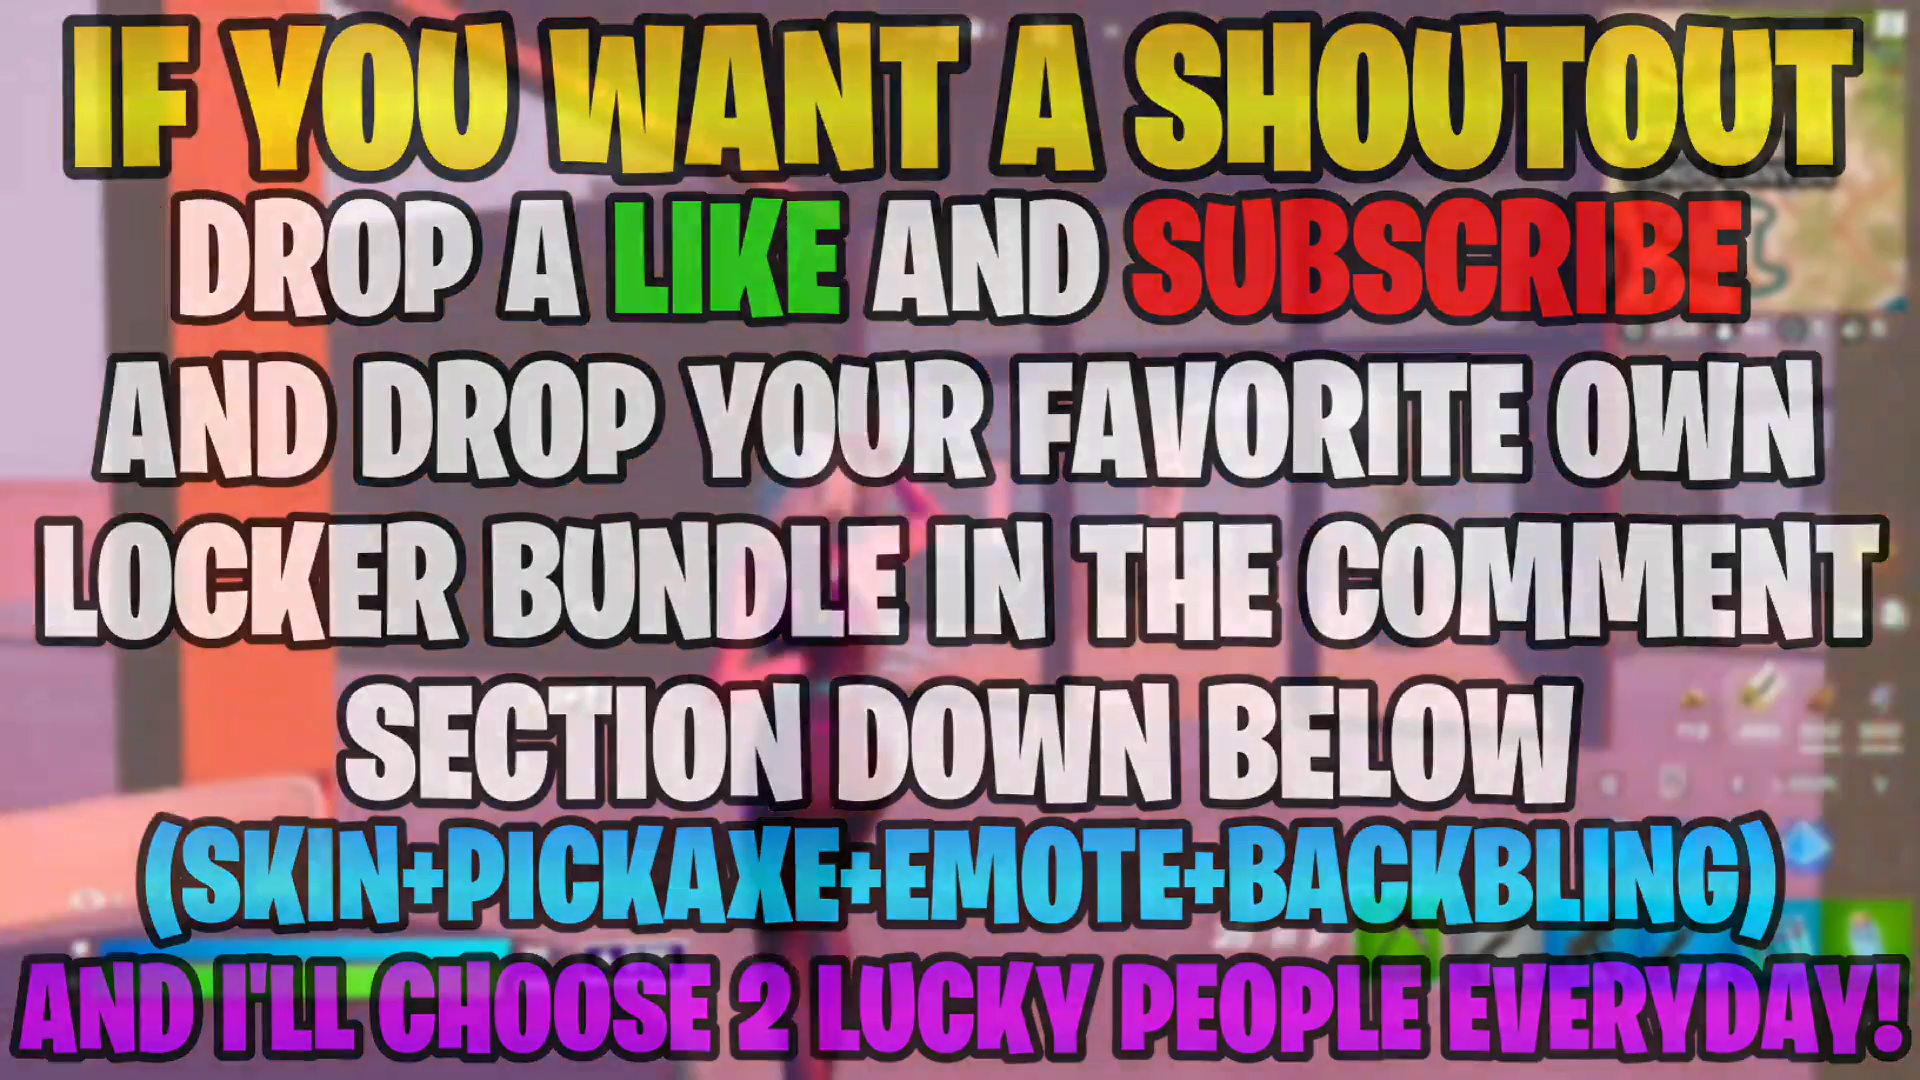 IF YOU WANT A SHOUTOUT
DROP A LIKE AND SUBSCRIBE
AND DROP YOUR FAVORITE OWN
LOCKER BUNDLE IN THE COMMENT
SECTION DOWN BELOW
(SKIN+PICKAXE+EMOTE+BACKBLING)
AND I'LL CHOOSE 2 LUCKY PEOPLE EVERYDAY!